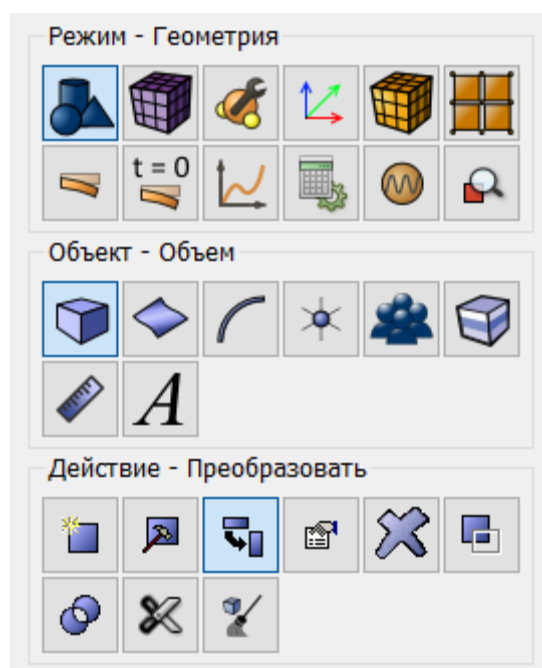 Режим - Геометрия
t = 0
Объект - Объем
A
Действие - Преобразовать